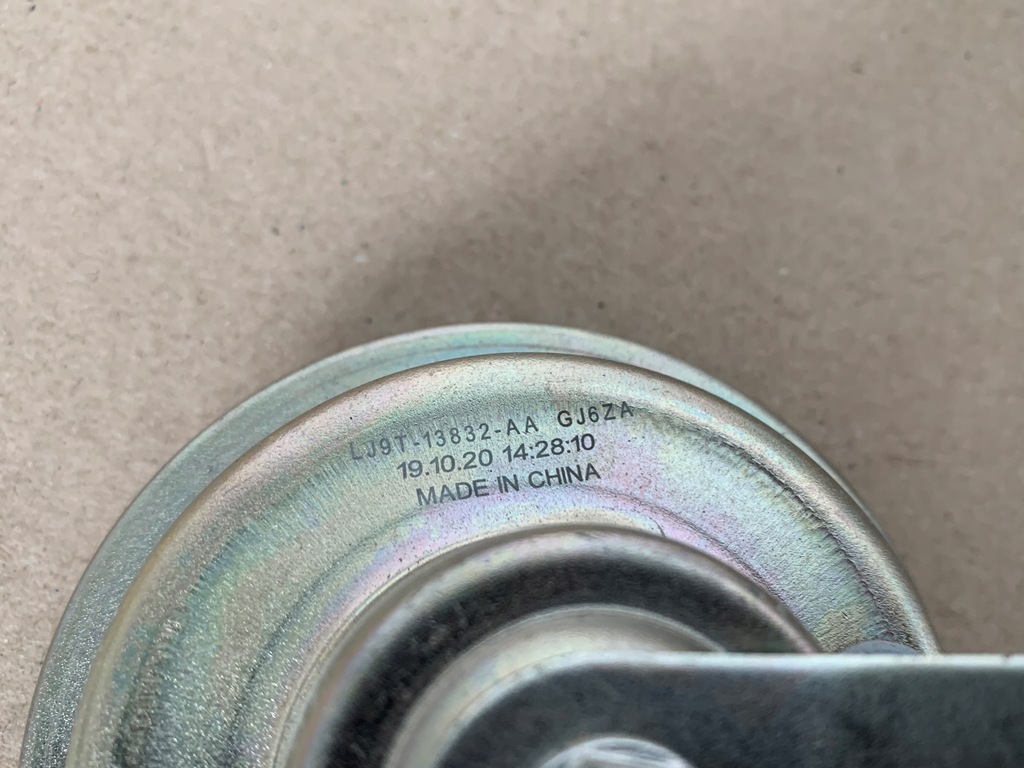 LJ9T-13832-AA GJ6ZA
19.10.20 14:28:10
MADE IN CHINA